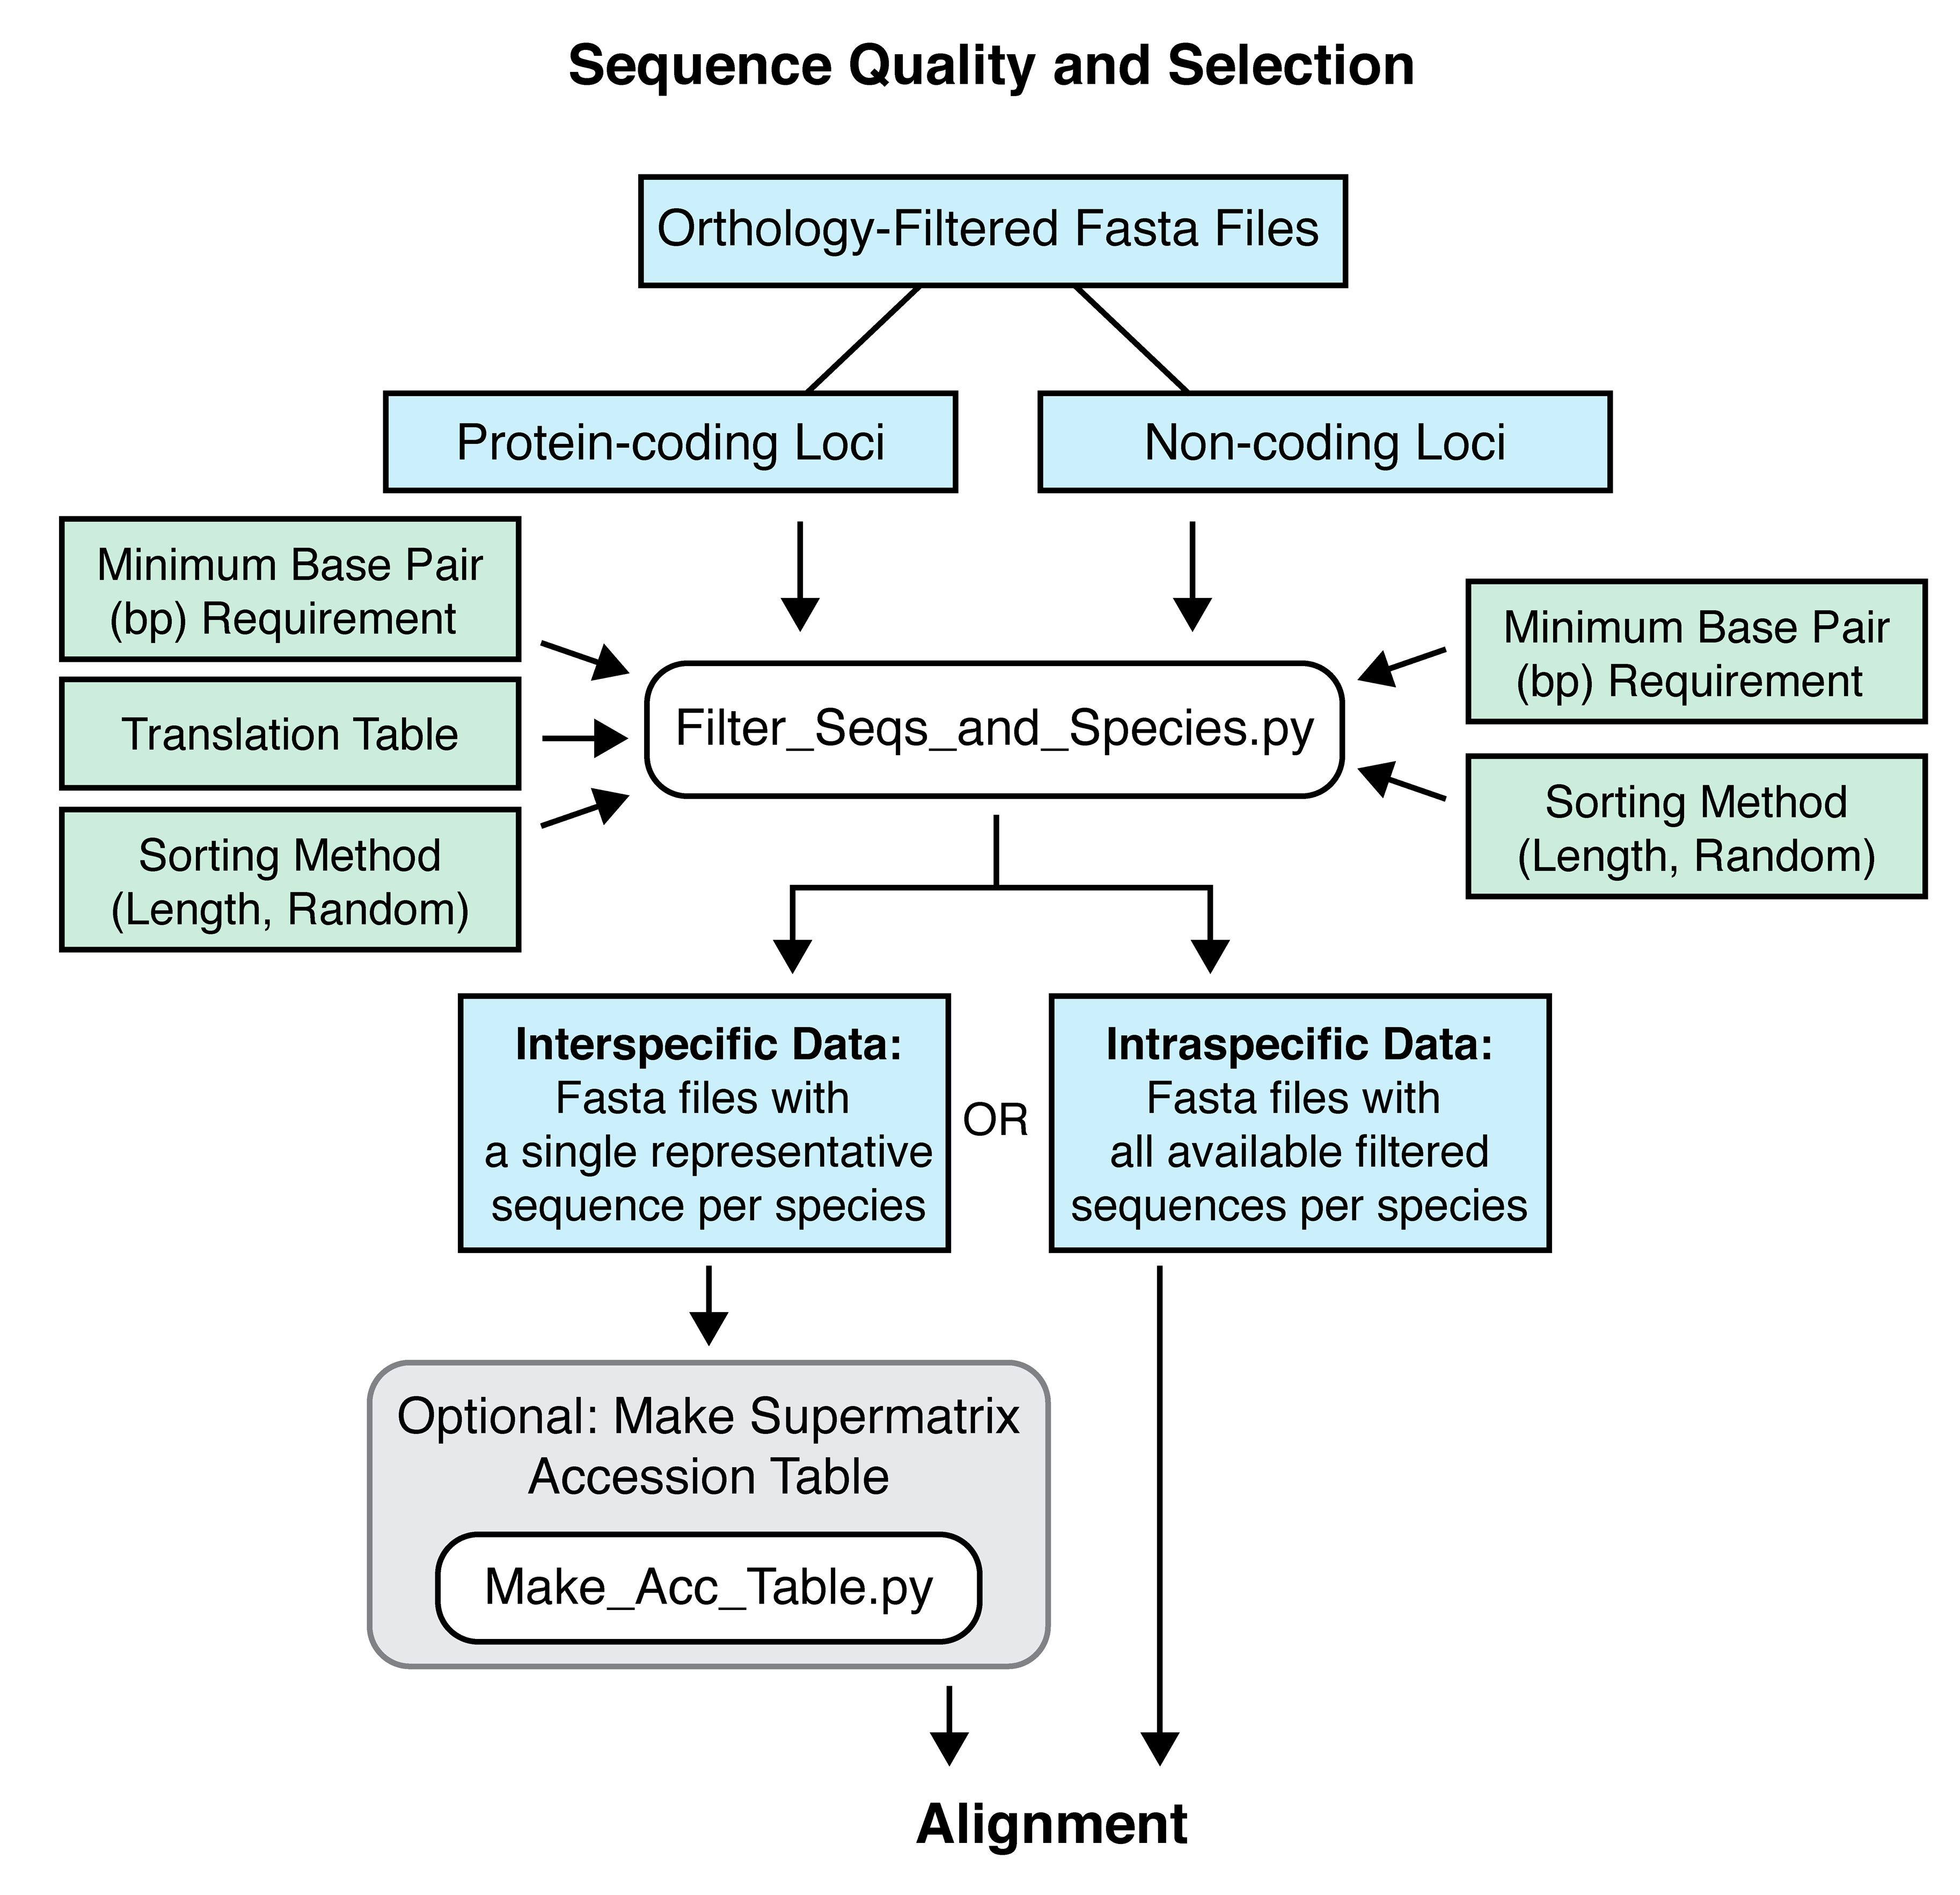 Sequence Quality and Selection
Orthology-Filtered Fasta Files
Protein-coding Loci
Non-coding Loci
Minimum Base Pair
(bp) Requirement
Translation Table
Sorting Method
(Length, Random)
Filter_Seqs_and_Species.py
Minimum Base Pair
(bp) Requirement
Sorting Method
(Length, Random)
Interspecific Data:
Fasta files with
a single representative
sequence per species
OR
Intraspecific Data:
Fasta files with
all available filtered
sequences per species
Optional: Make Supermatrix
Accession Table
Make_Acc_Table.py
Alignment